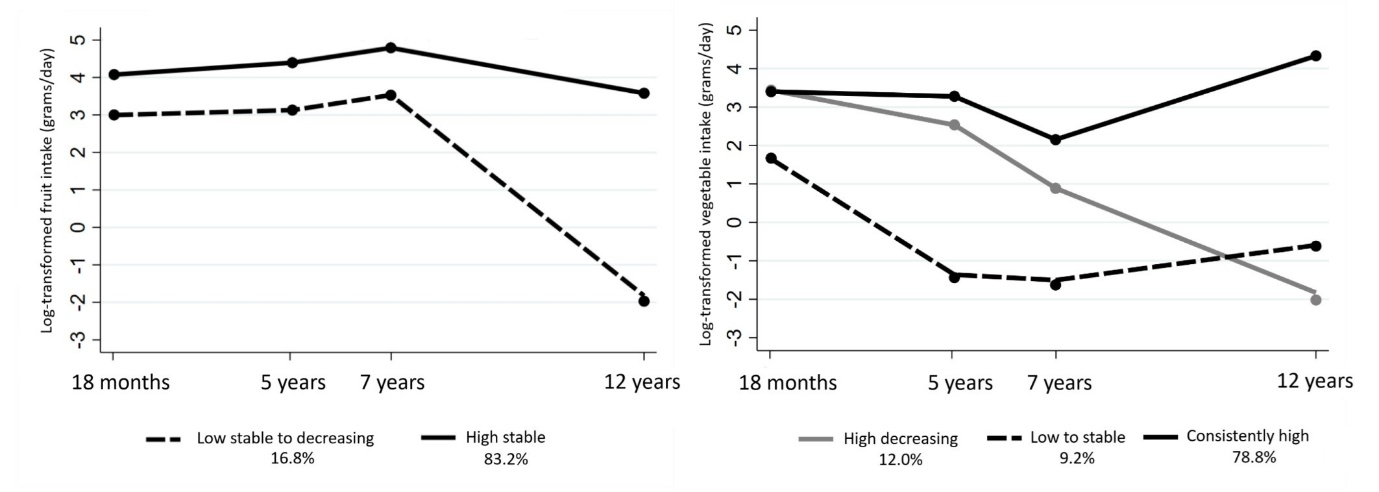 Log-transformed fruit intake (grams/day)
5
4
3
2
1
0
-1
-2
-3
18 months 5 years 7 years 12 years
Low stable to decreasing High stable
16.8% 83.2%
Log-transformed vegetable intake (grams/day)
5
4
3
2
1
0
-1
-2
-3
18 months 5 years 7 years 12 years
High decreasing Low to stable Consistently high
12.0% 9.2% 78.8%